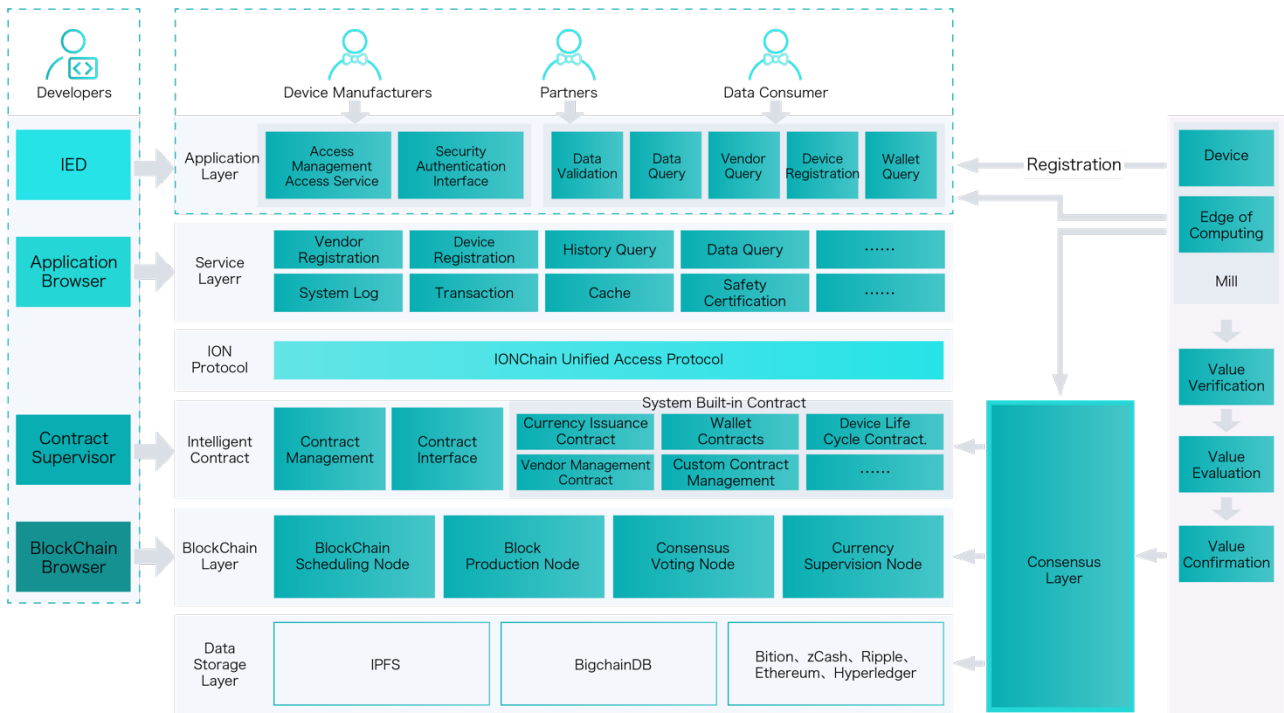 Developers
Device Manufacturers
Partners
Data Consumer
IED
Application
Layer
Access
Management
Access Service
Security
Authentication
Interface
Data
Validation
Data
Query
Vendor
Query
Device
Registration
Wallet
Query
Registration
Device
Edge of
Computing
Mill
Application
Browser
Service
Layerr
Vendor
Registration
Device
Registration
History Query
Data Query
······
System Log
Transaction
Cache
Safety
Certification
······
ION
Protocol
IONChain Unified Access Protocol
Value
Verification
Contract
Supervisor
Intelligent
Contract
Contract
Management
Contract
Interface
System Built-in Contract
Currency Issuance
Contract
Wallet
Contracts
Device Life
Cycle Contract.
Vendor Management
Contract
Custom Contract
Management
······
Value
Evaluation
BlockChain
Browser
BlockChain
Layer
BlockChain
Scheduling Node
Block
Production Node
Consensus
Voting Node
Currency
Supervision Node
Consensus
Layer
Value
Confirmation
Data
Storage
Layer
IPFS
BigchainDB
Bition、zCash、Ripple、
Ethereum、Hyperledger